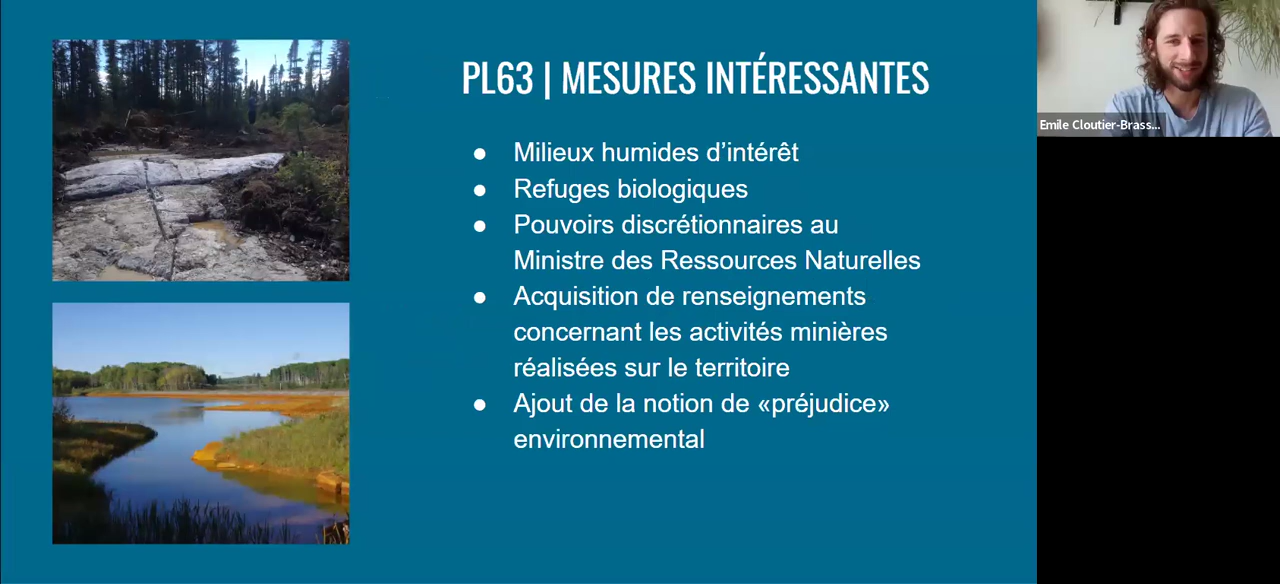 PL63 | MESURES INTÉRESSANTES
● Milieux humides d’intérêt
● Refuges biologiques
● Pouvoirs discrétionnaires au
Ministre des Ressources Naturelles
● Acquisition de renseignements
concernant les activités minières
réalisées sur le territoire
● Ajout de la notion de «préjudice»
environnemental
Emile Cloutier-Brass...